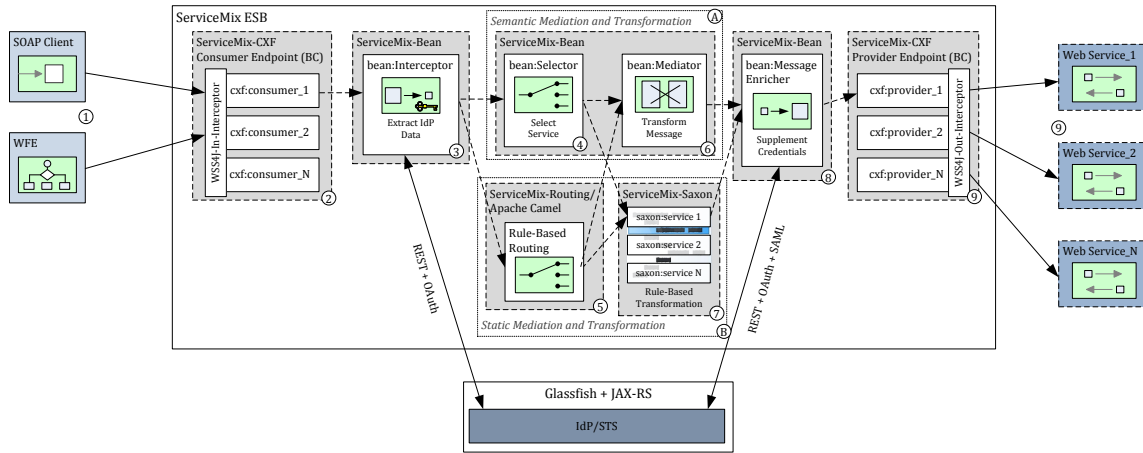 ServiceMix ESB
SOAP Client
①
WFE
ServiceMix-CXF
Consumer Endpoint (BC)
WSS4J-In-Interceptor
cxf:consumer_1
cxf:consumer_2
cxf:consumer_N
②
ServiceMix-Bean
bean:Interceptor
Extract IdP
Data
③
Semantic Mediation and Transformation
Ⓐ
ServiceMix-Bean
bean:Selector
Select
Service
④
bean:Mediator
Transform
Message
⑥
ServiceMix-Routing/
Apache Camel
Rule-Based
Routing
⑤
ServiceMix-Saxon
saxon:service 1
saxon:service 2
saxon:service N
Rule-Based
Transformation
⑦
Static Mediation and Transformation
Ⓑ
ServiceMix-Bean
bean:Message
Enricher
Supplement
Credentials
⑧
ServiceMix-CXF
Provider Endpoint (BC)
cxf:provider_1
cxf:provider_2
cxf:provider_N
WSS4J-Out-Interceptor
⑨
Web Service_1
⑨
Web Service_2
Web Service_N
REST + OAuth
REST + OAuth + SAML
Glassfish + JAX-RS
IdP/STS